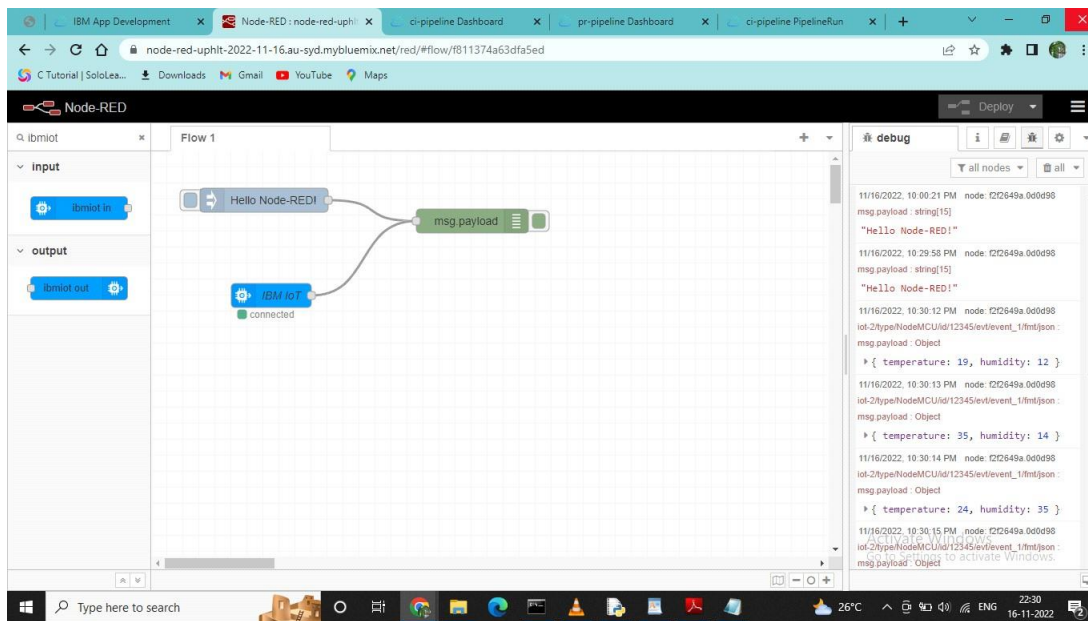 IBM App Development
Node-RED : node-red-uphl
ci-pipeline Dashboard
pr-pipeline Dashboard
ci-pipeline PipelineRun
node-red-uphlt-2022-11-16.au-syd.mybluemix.net/red/#flow/f811374a63dfa5ed
C Tutorial | SoloLea...
Downloads
Gmail
YouTube
Maps
Node-RED
Deploy
ibmiot
Flow 1
debug
i
all nodes
all
input
ibmiot in
output
ibmiot out
Hello Node-RED!
msg.payload
IBM IoT
connected
11/16/2022, 10:00:21 PM node: f2f2649a.0d0d98
msg.payload : string[15]
"Hello Node-RED!"
11/16/2022, 10:29:58 PM node: f2f2649a.0d0d98
msg.payload : string[15]
"Hello Node-RED!"
11/16/2022, 10:30:12 PM node: f2f2649a.0d0d98
iot-2/type/NodeMCU/id/12345/evt/event_1/fmt/json :
msg.payload : Object
{ temperature: 19, humidity: 12 }
11/16/2022, 10:30:13 PM node: f2f2649a.0d0d98
iot-2/type/NodeMCU/id/12345/evt/event_1/fmt/json :
msg.payload : Object
{ temperature: 35, humidity: 14 }
11/16/2022, 10:30:14 PM node: f2f2649a.0d0d98
iot-2/type/NodeMCU/id/12345/evt/event_1/fmt/json :
msg.payload : Object
{ temperature: 24, humidity: 35 }
11/16/2022, 10:30:15 PM node: f2f2649a.0d0d98
iot-2/type/NodeMCU/id/12345/evt/event_1/fmt/json :
msg.payload : Object
Activate Windows
Go to Settings to activate Windows.
Type here to search
26°C
ENG
22:30
16-11-2022
2